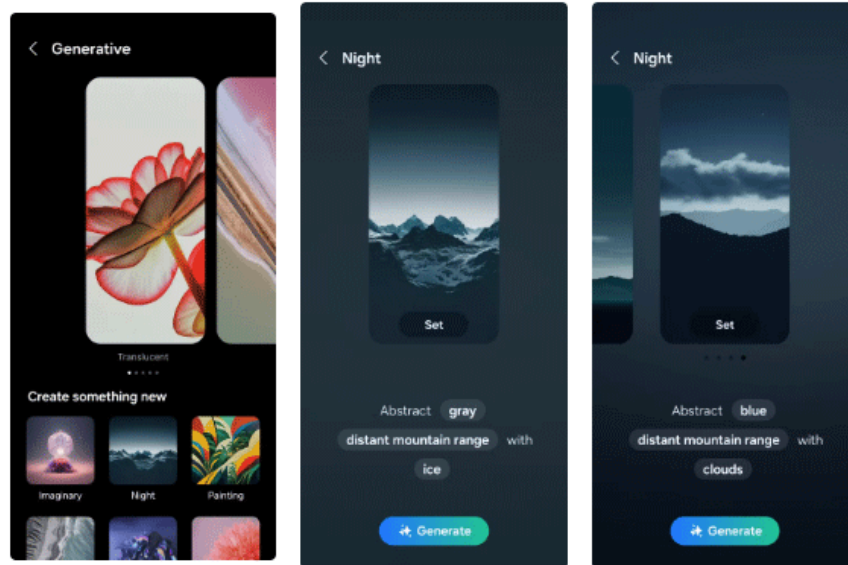 Generative
Translucent
Create something new
Imaginary
Night
Painting
Night
Set
Abstract gray
distant mountain range with
ice
Generate
Night
Set
Abstract blue
distant mountain range with
clouds
Generate